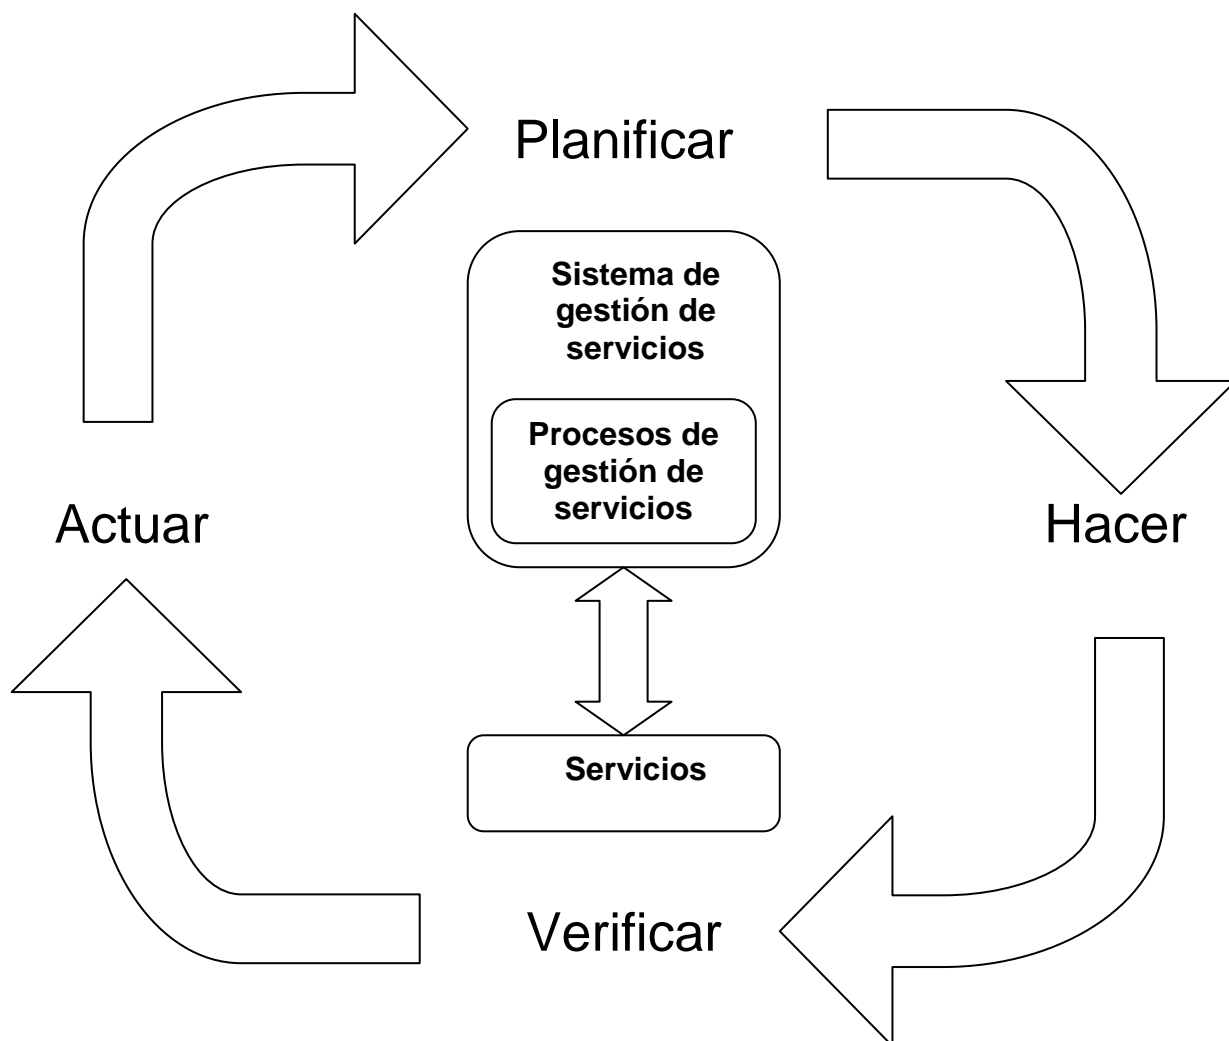 Planificar
Sistema de
gestión de
servicios
Procesos de
gestión de
servicios
Actuar
Hacer
Servicios
Verificar